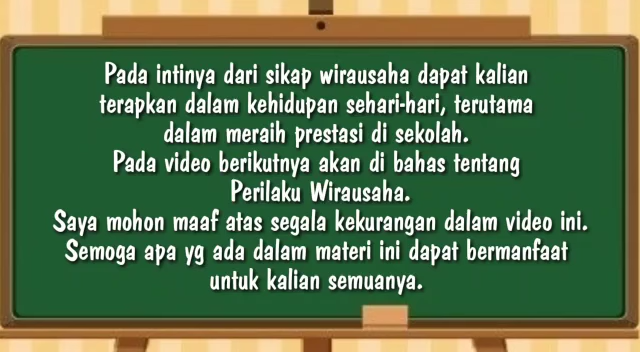 Pada intinya dari sikap wirausaha dapat kalian
terapkan dalam kehidupan sehari-hari, terutama
dalam meraih prestasi di sekolah.
Pada video berikutnya akan di bahas tentang
Perilaku Wirausaha.
Saya mohon maaf atas segala kekurangan dalam video ini.
Semoga apa yg ada dalam materi ini dapat bermanfaat
untuk kalian semuanya.